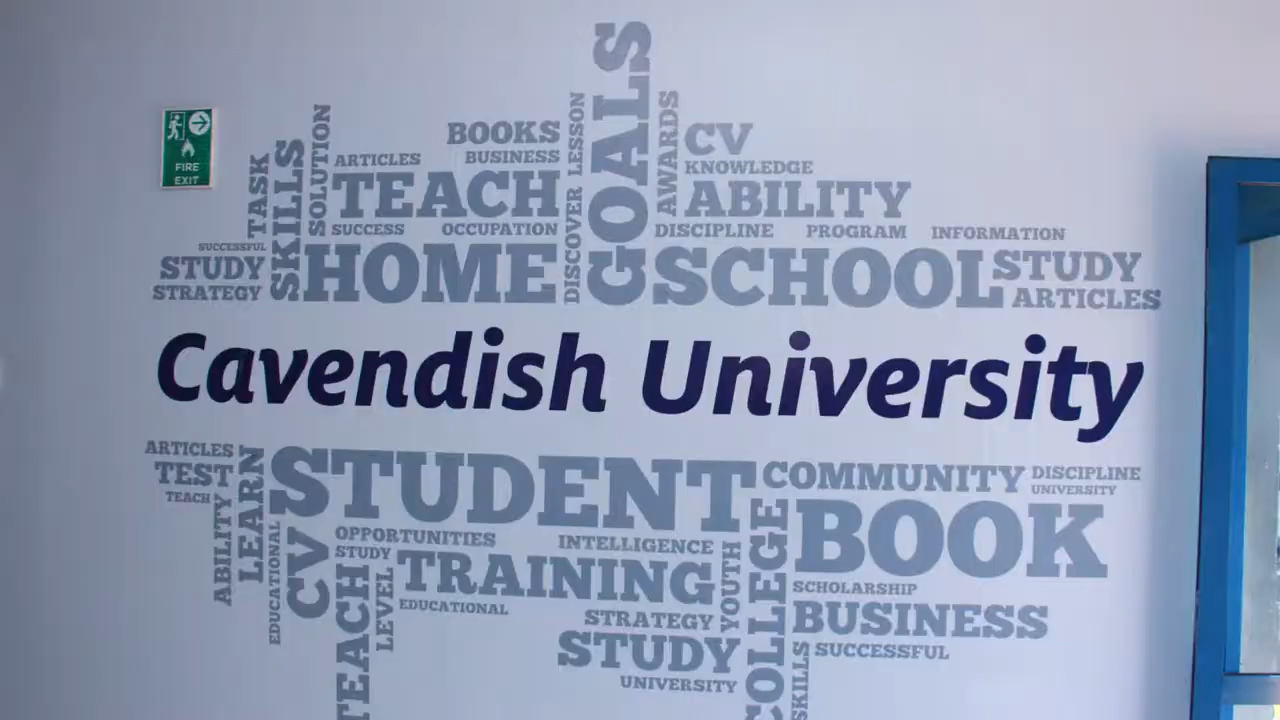 GOALS
FIRE
EXIT
TASK
SKILLS
SOLUTION
BOOKS
LESSON
AWARDS
CV
ARTICLES
BUSINESS
KNOWLEDGE
TEACH
ABILITY
SUCCESS
OCCUPATION
DISCOVER
DISCIPLINE
PROGRAM
INFORMATION
SUCCESSFUL
STUDY
HOME
SCHOOL
STUDY
STRATEGY
ARTICLES
Cavendish University
ARTICLES
LEARN
STUDENT
COMMUNITY
DISCIPLINE
TEST
UNIVERSITY
TEACH
ABILITY
EDUCATIONAL
CV
OPPORTUNITIES
INTELLIGENCE
YOUTH
COLLEGE
BOOK
STUDY
TEACH
LEVEL
TRAINING
SCHOLARSHIP
EDUCATIONAL
STRATEGY
BUSINESS
STUDY
SKILLS
SUCCESSFUL
UNIVERSITY